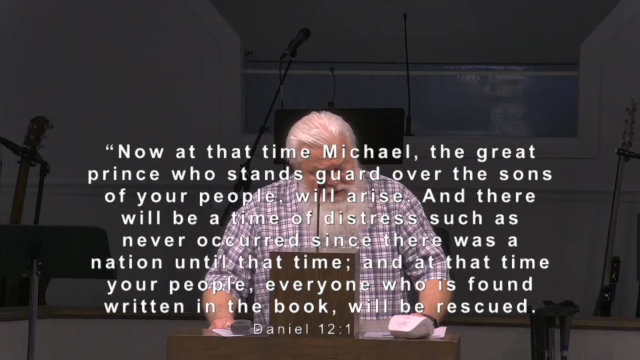 “Now at that time Michael, the great
prince who stands guard over the sons
of your people, will arise. And there
will be a time of distress such as
never occurred since there was a
nation until that time; and at that time
your people, everyone who is found
written in the book, will be rescued.
Daniel 12:1